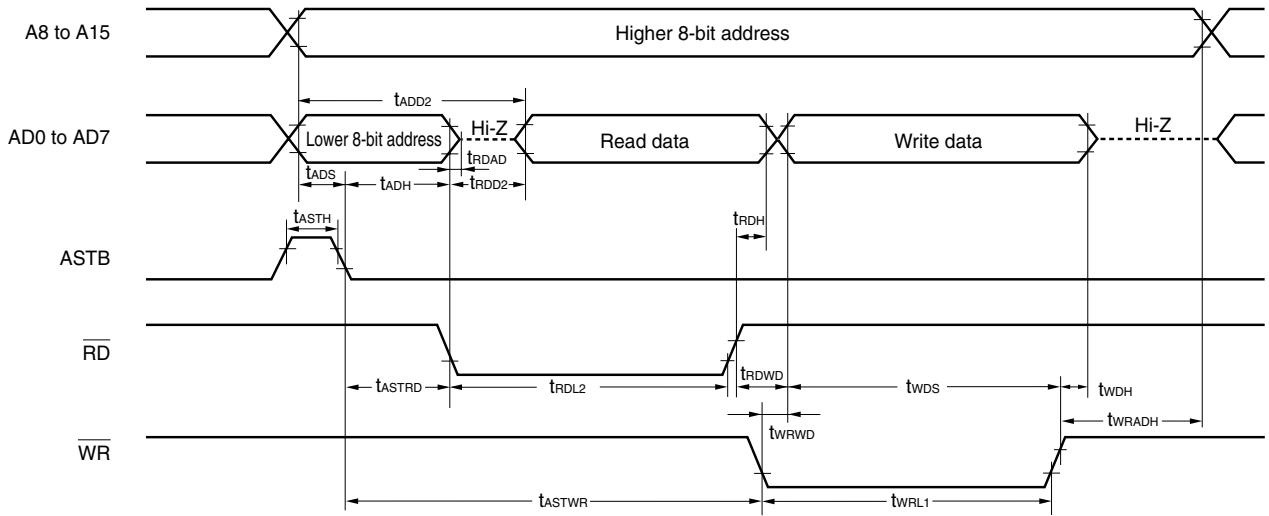 A8 to A15
Higher 8-bit address
tADD2
AD0 to AD7
Lower 8-bit address
Hi-Z
Read data
Write data
Hi-Z
tRDAD
tADS
tADH
tRDD2
tASTH
tRDH
ASTB
RD
tASTRD
tRDL2
tRDWD
tWDS
tWDH
tWRADH
tWRWD
WR
tASTWR
tWRL1